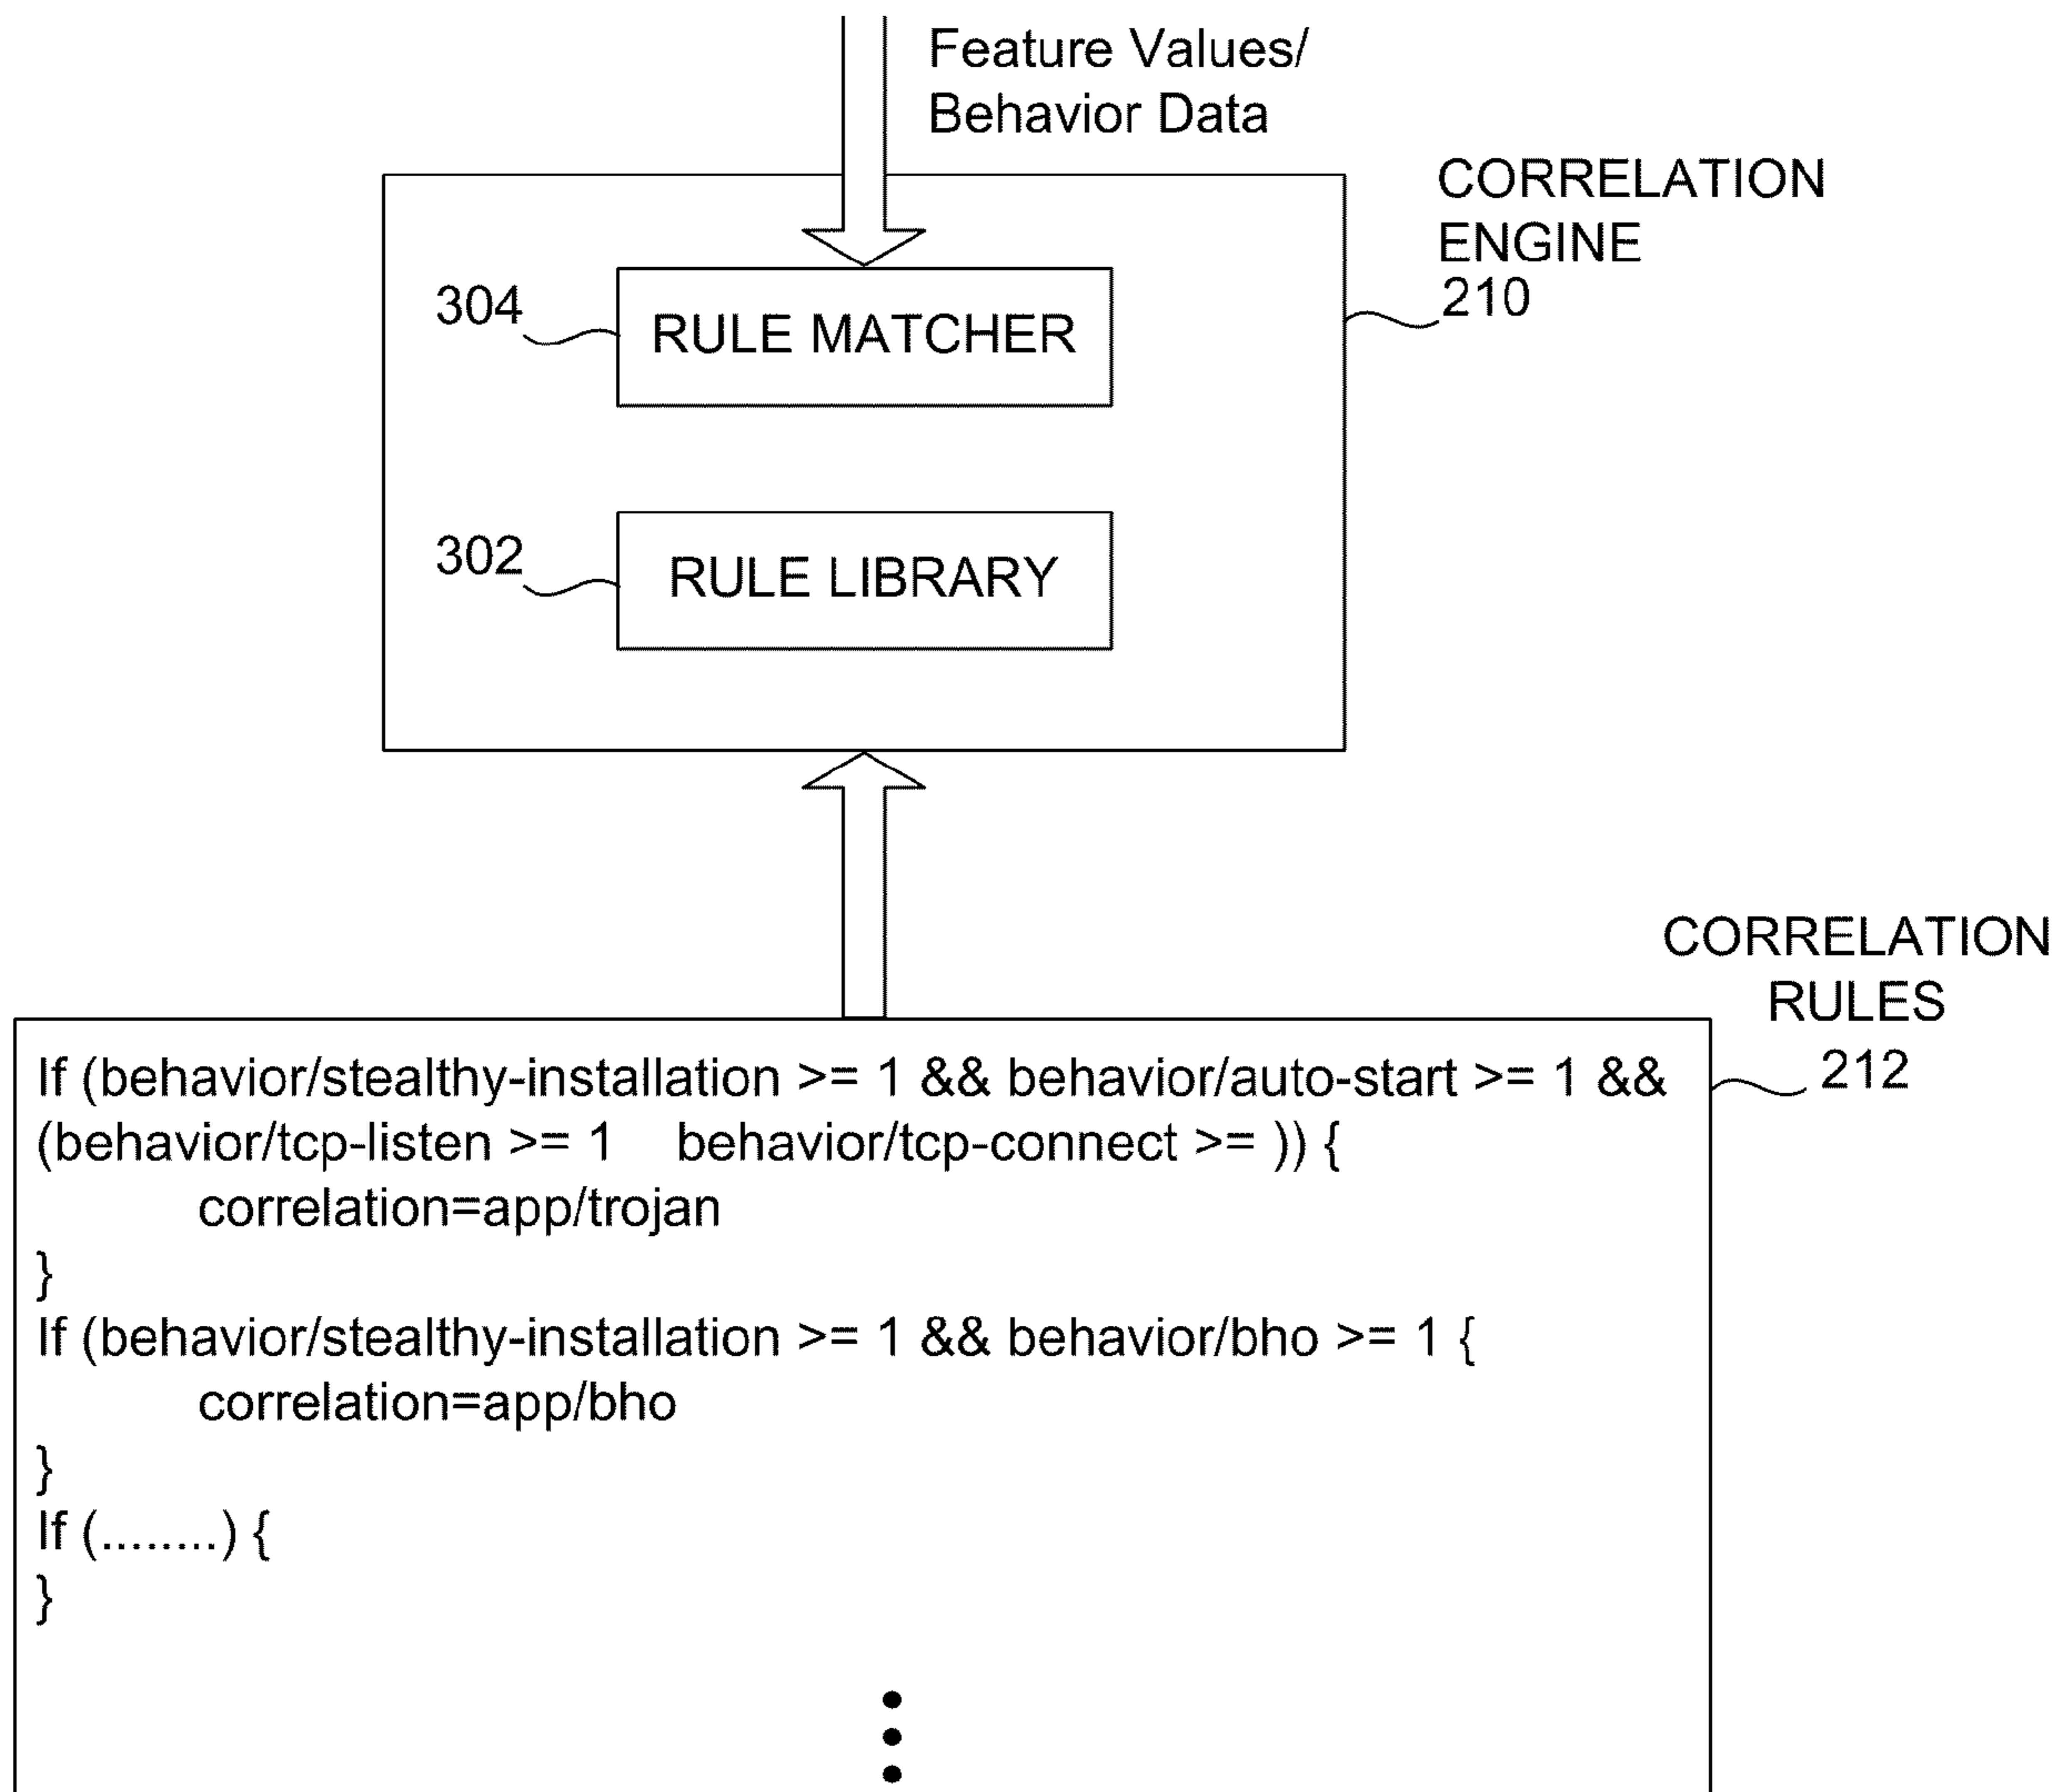 Feature Values/
Behavior Data
CORRELATION
ENGINE
210
304
RULE MATCHER
302
RULE LIBRARY
CORRELATION
RULES
212
If (behavior/stealthy-installation >= 1 && behavior/auto-start >= 1 &&
(behavior/tcp-listen >= 1    behavior/tcp-connect >= )) {
correlation=app/trojan
}
If (behavior/stealthy-installation >= 1 && behavior/bho >= 1 {
correlation=app/bho
}
If (........) {
}